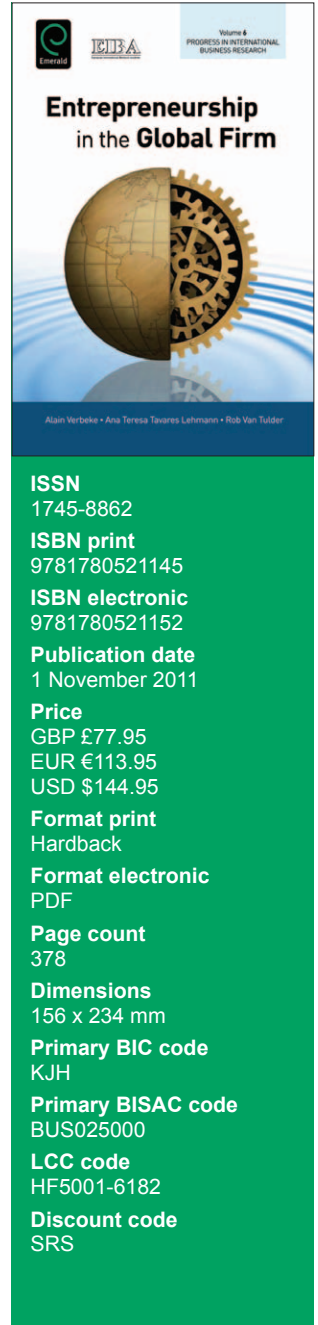 Emerald
EIBA
Volume 6
PROGRESS IN INTERNATIONAL
BUSINESS RESEARCH
Entrepreneurship
in the Global Firm
Alain Verbeke • Ana Teresa Tavares Lehmann • Rob Van Tulder
ISSN
1745-8862
ISBN print
9781780521145
ISBN electronic
9781780521152
Publication date
1 November 2011
Price
GBP £77.95
EUR €113.95
USD $144.95
Format print
Hardback
Format electronic
PDF
Page count
378
Dimensions
156 x 234 mm
Primary BIC code
KJH
Primary BISAC code
BUS025000
LCC code
HF5001-6182
Discount code
SRS